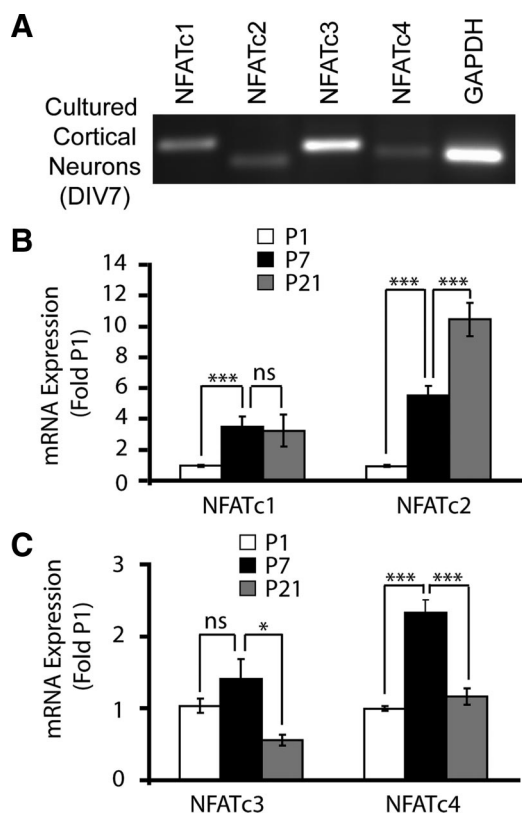 A
NFATc1
NFATc2
NFATc3
NFATc4
GAPDH
Cultured
Cortical
Neurons
(DIV7)
B
P1
P7
P21
mRNA Expression
(Fold P1)
14
12
10
8
6
4
2
0
*** ns
*** ***
NFATc1 NFATc2
C
P1
P7
P21
mRNA Expression
(Fold P1)
3
2
1
0
ns *
*** ***
NFATc3 NFATc4